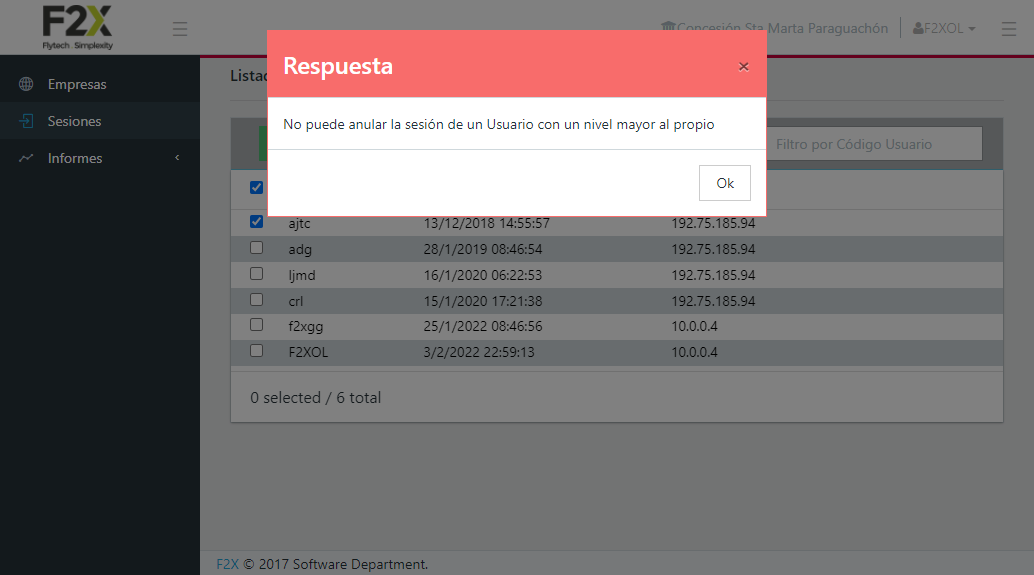 F2X
Flytech Simplexity
Concesión Sta Marta Paraguachón
F2XOL
Empresas
Sesiones
Informes
Respuesta
×
No puede anular la sesión de un Usuario con un nivel mayor al propio
Ok
Filtro por Código Usuario
ajtc 13/12/2018 14:55:57 192.75.185.94
adg 28/1/2019 08:46:54 192.75.185.94
ljmd 16/1/2020 06:22:53 192.75.185.94
crl 15/1/2020 17:21:38 192.75.185.94
f2xgg 25/1/2022 08:46:56 10.0.0.4
F2XOL 3/2/2022 22:59:13 10.0.0.4
0 selected / 6 total
F2X © 2017 Software Department.